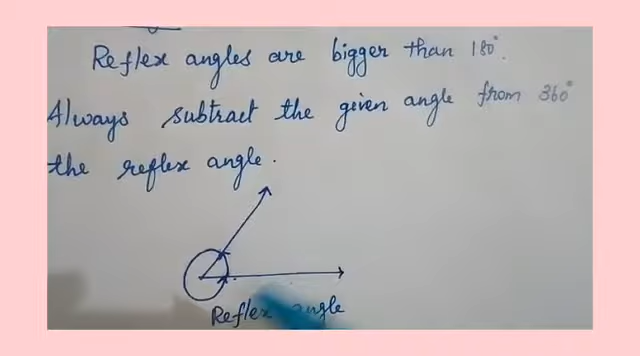 Reflex angles are bigger than 180°.
Always subtract the given angle from 360°
the reflex angle.
Reflex angle